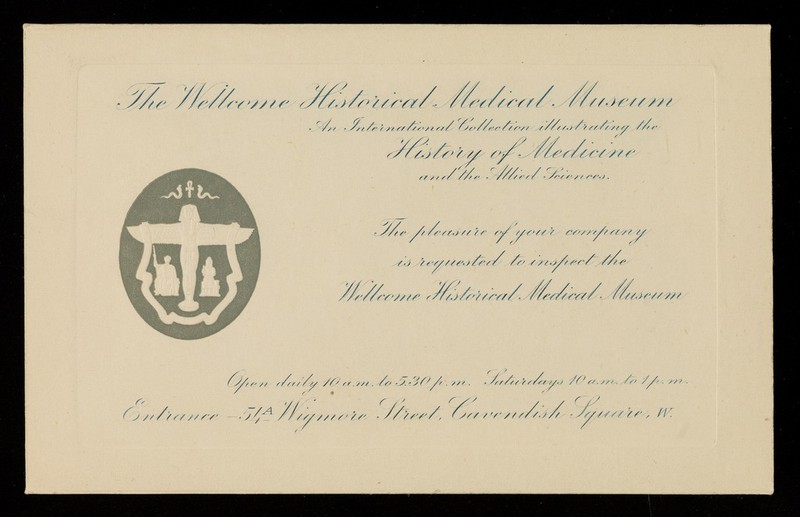 The Wellcome Historical Medical Museum
An International Collection illustrating the
History of Medicine
and the Allied Sciences.
The pleasure of your company
is requested to inspect the
Wellcome Historical Medical Museum
Open daily 10 a.m. to 5.30 p.m. Saturdays 10 a.m. to 1 p.m.
Entrance – 54A Wigmore Street, Cavendish Square, W.